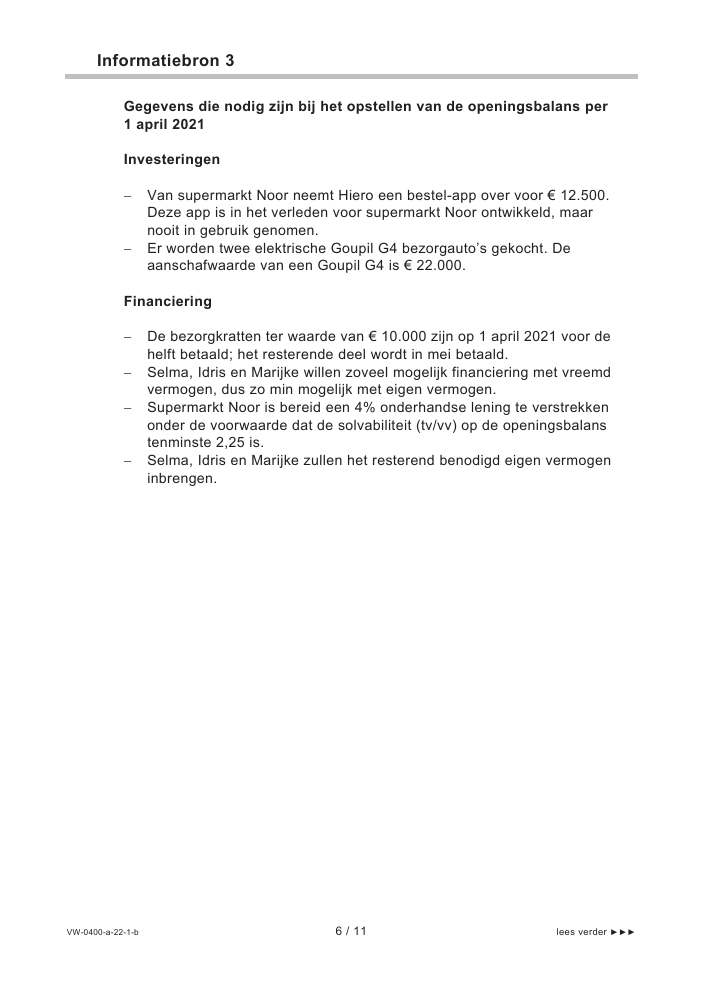 Informatiebron 3
Gegevens die nodig zijn bij het opstellen van de openingsbalans per
1 april 2021
Investeringen
– Van supermarkt Noor neemt Hiero een bestel-app over voor € 12.500.
Deze app is in het verleden voor supermarkt Noor ontwikkeld, maar
nooit in gebruik genomen.
– Er worden twee elektrische Goupil G4 bezorgauto's gekocht. De
aanschafwaarde van een Goupil G4 is € 22.000.
Financiering
– De bezorgkratten ter waarde van € 10.000 zijn op 1 april 2021 voor de
helft betaald; het resterende deel wordt in mei betaald.
– Selma, Idris en Marijke willen zoveel mogelijk financiering met vreemd
vermogen, dus zo min mogelijk met eigen vermogen.
– Supermarkt Noor is bereid een 4% onderhandse lening te verstrekken
onder de voorwaarde dat de solvabiliteit (tv/vv) op de openingsbalans
tenminste 2,25 is.
– Selma, Idris en Marijke zullen het resterend benodigd eigen vermogen
inbrengen.
VW-0400-a-22-1-b 6 / 11 lees verder ►►►